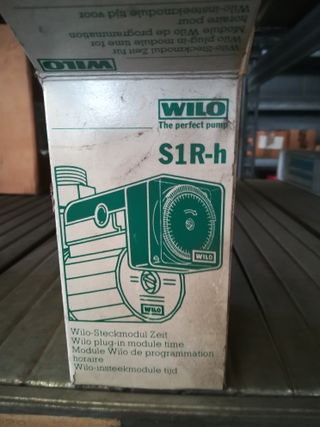 Wilo-insteekmodule tijd voor
horaire pour
Module Wilo de programmation
Wilo plug-in module time for
Wilo-Steckmodul Zeit für
WILO
WILO
The perfect pump
S1R-h
WILO
WILO
Wilo-Steckmodul Zeit
Wilo plug-in module time
Module Wilo de programmation
horaire
Wilo-insteekmodule tijd